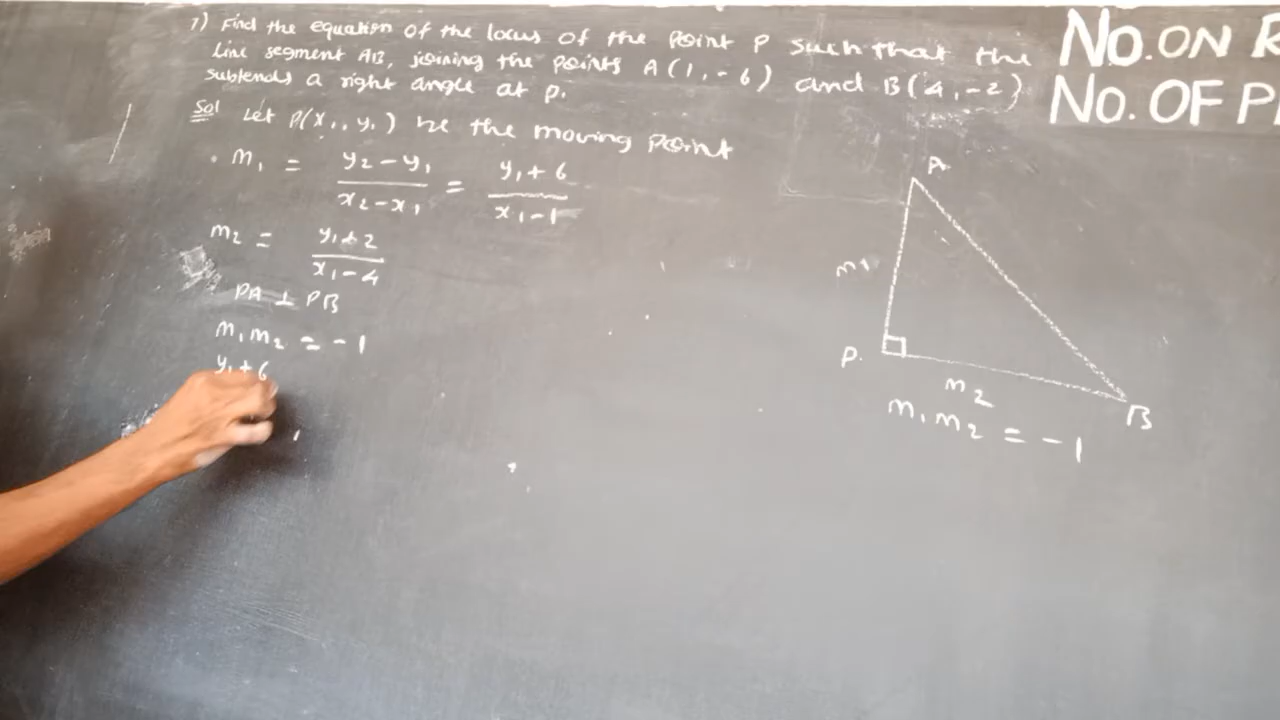 7) Find the equation of the locus of the point P such that the
line segment AB, joining the points A(1,-6) and B(4,-2)
subtends a right angle at P.
Sol Let P(x₁, y₁) be the moving point
m₁ = y₂-y₁/x₂-x₁ = y₁+6/x₁-1
m₂ = y₁+2/x₁-4
PA ⊥ PB
m₁m₂ = -1
y₁+6
NO. ON R
NO. OF P
A
m₁
P.
m₂
B
m₁m₂ = -1